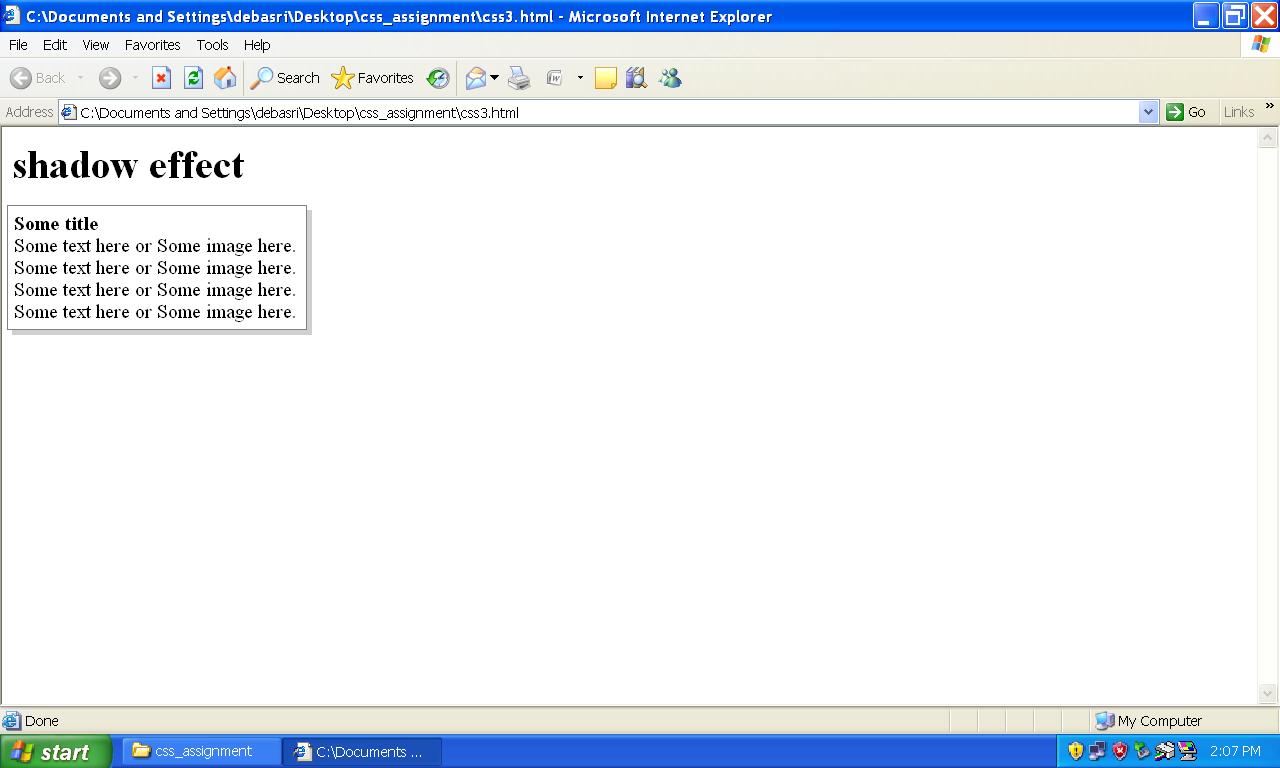 C:\Documents and Settings\debasri\Desktop\css_assignment\css3.html - Microsoft Internet Explorer
File Edit View Favorites Tools Help
Back Search Favorites
Address C:\Documents and Settings\debasri\Desktop\css_assignment\css3.html Go Links »
shadow effect
Some title
Some text here or Some image here.
Some text here or Some image here.
Some text here or Some image here.
Some text here or Some image here.
Done My Computer
start css_assignment C:\Documents ... 2:07 PM